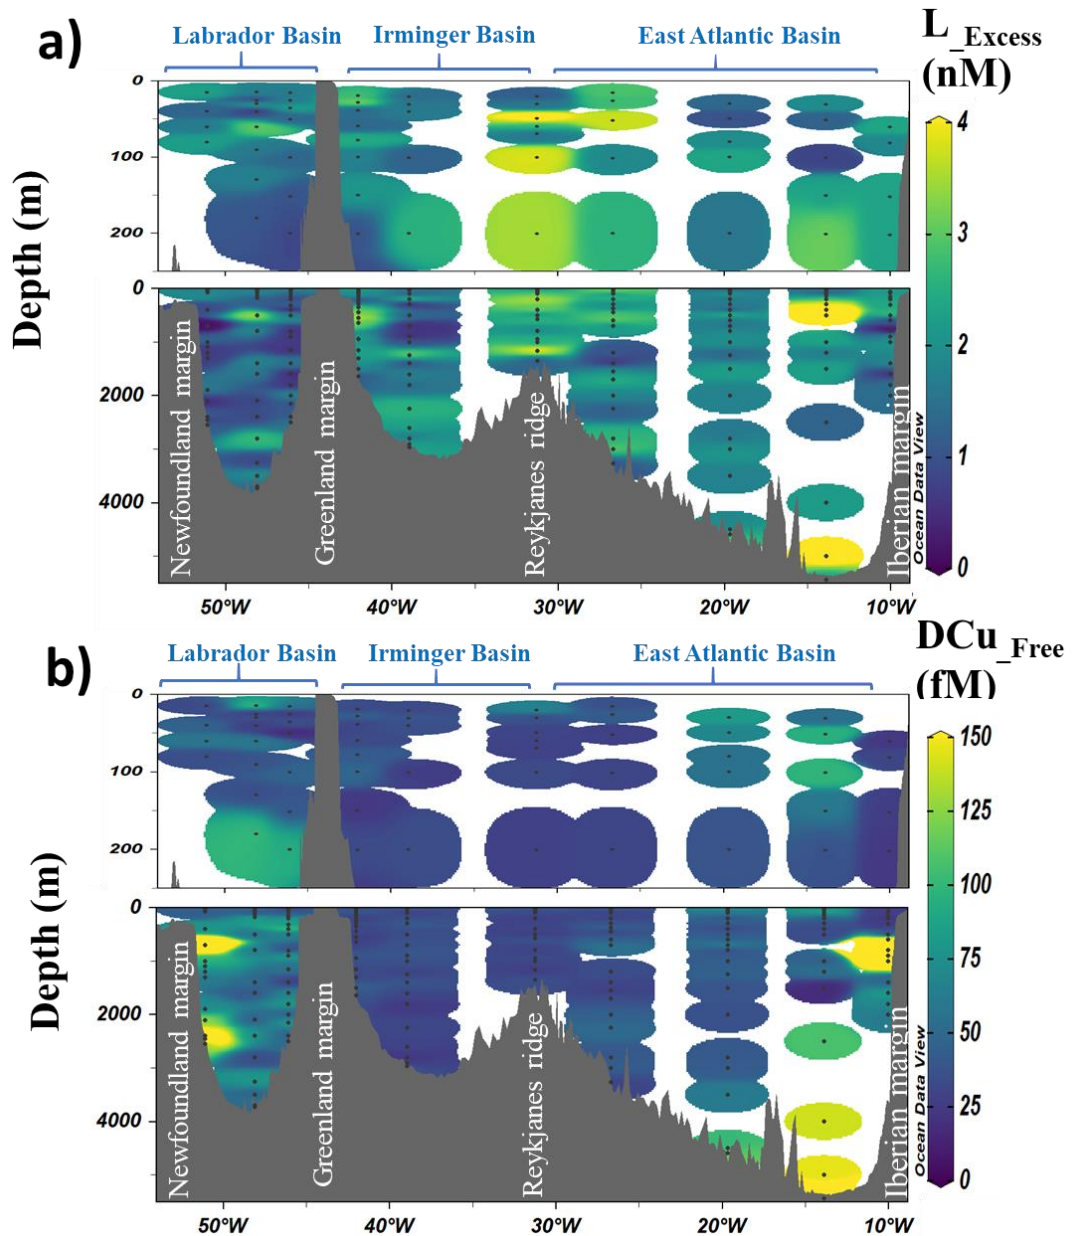 a)
Labrador Basin
Irminger Basin
East Atlantic Basin
L_Excess
(nM)
Depth (m)
0
100
200
0
2000
4000
Newfoundland margin
Greenland margin
Reykjanes ridge
Iberian margin
Ocean Data View
4
3
2
1
0
50°W
40°W
30°W
20°W
10°W
b)
Labrador Basin
Irminger Basin
East Atlantic Basin
DCu_Free
(fM)
Depth (m)
0
100
200
0
2000
4000
Newfoundland margin
Greenland margin
Reykjanes ridge
Iberian margin
Ocean Data View
150
125
100
75
50
25
0
50°W
40°W
30°W
20°W
10°W